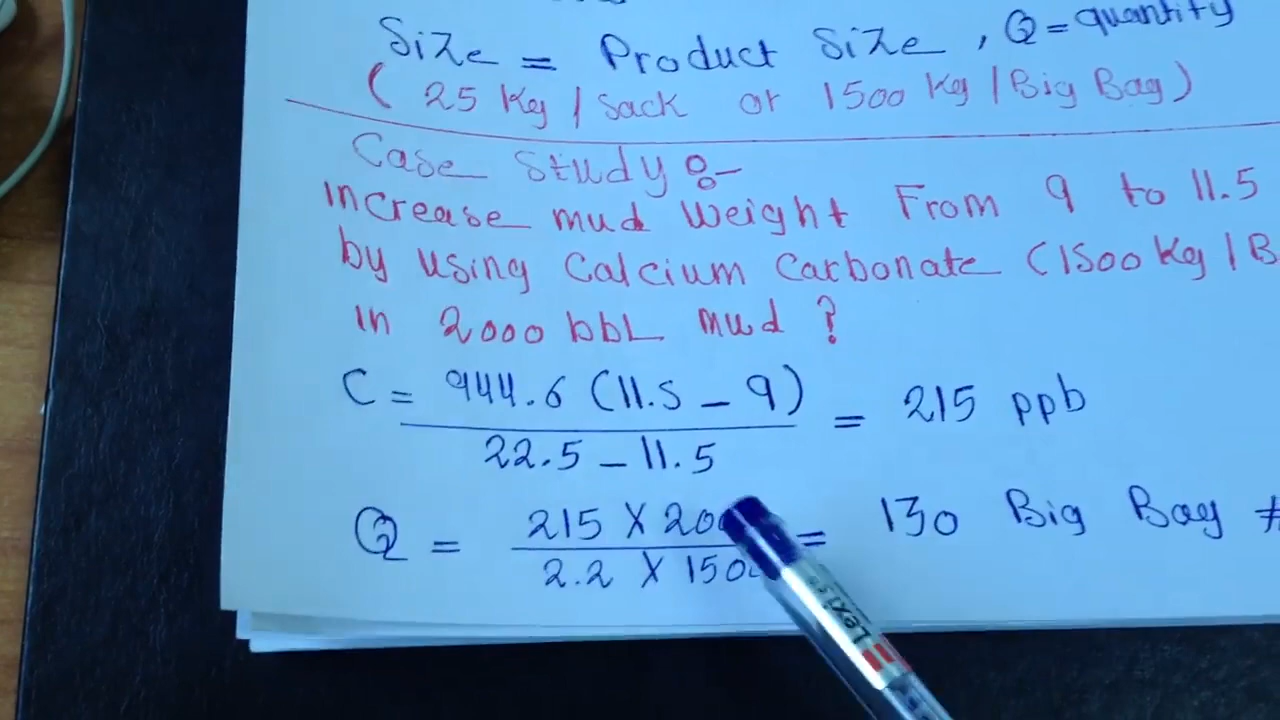 Size = Product Size, Q = quantity
( 25 Kg / Sack or 1500 Kg / Big Bag )
Case Study :-
increase mud weight From 9 to 11.5
by using Calcium Carbonate (1500 Kg / B
in 2000 bbL mud ?
C = 944.6 (11.5 - 9) / 22.5 - 11.5 = 215 ppb
Q = 215 X 200 / 2.2 X 150 = 130 Big Bag #
Lexi